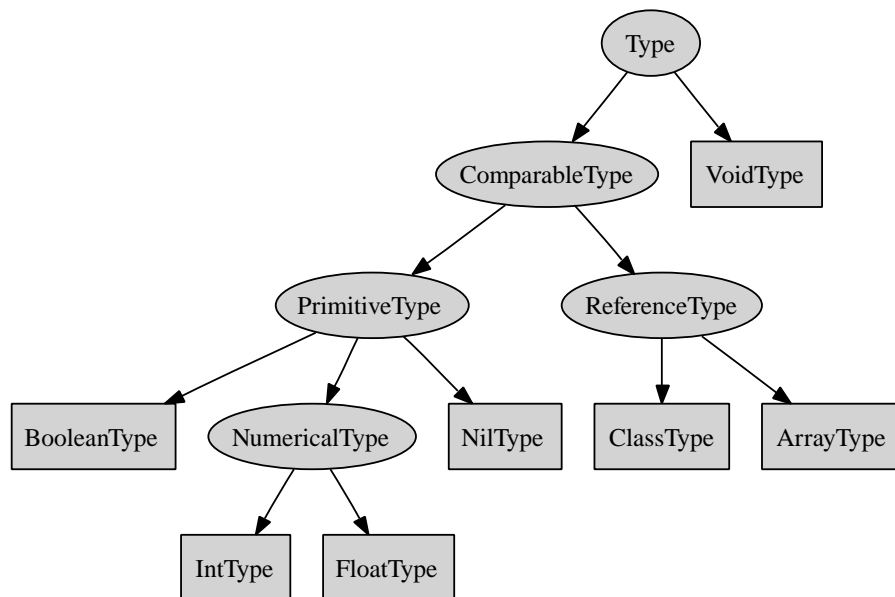 Type
ComparableType
VoidType
PrimitiveType
ReferenceType
BooleanType
NumericalType
NilType
ClassType
ArrayType
IntType
FloatType